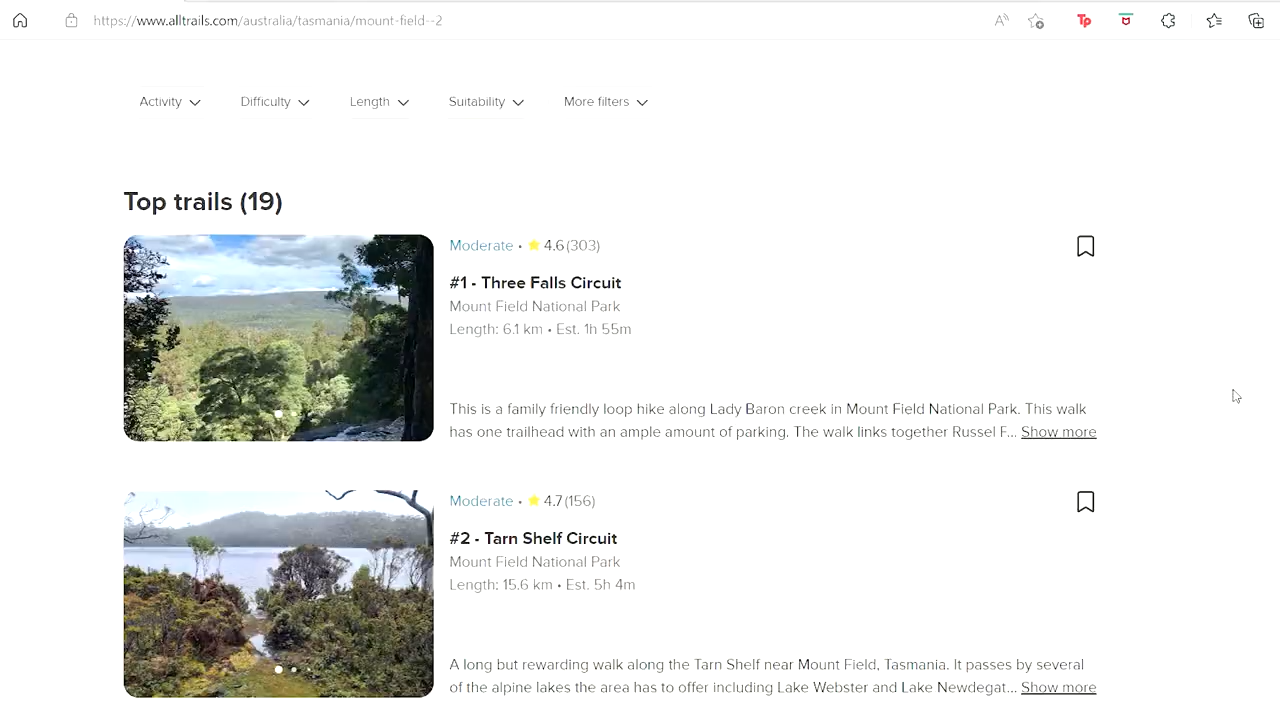 https://www.alltrails.com/australia/tasmania/mount-field--2
Activity
Difficulty
Length
Suitability
More filters
Top trails (19)
Moderate • 4.6 (303)
#1 - Three Falls Circuit
Mount Field National Park
Length: 6.1 km • Est. 1h 55m
This is a family friendly loop hike along Lady Baron creek in Mount Field National Park. This walk
has one trailhead with an ample amount of parking. The walk links together Russel F... Show more
Moderate • 4.7 (156)
#2 - Tarn Shelf Circuit
Mount Field National Park
Length: 15.6 km • Est. 5h 4m
A long but rewarding walk along the Tarn Shelf near Mount Field, Tasmania. It passes by several
of the alpine lakes the area has to offer including Lake Webster and Lake Newdegat... Show more